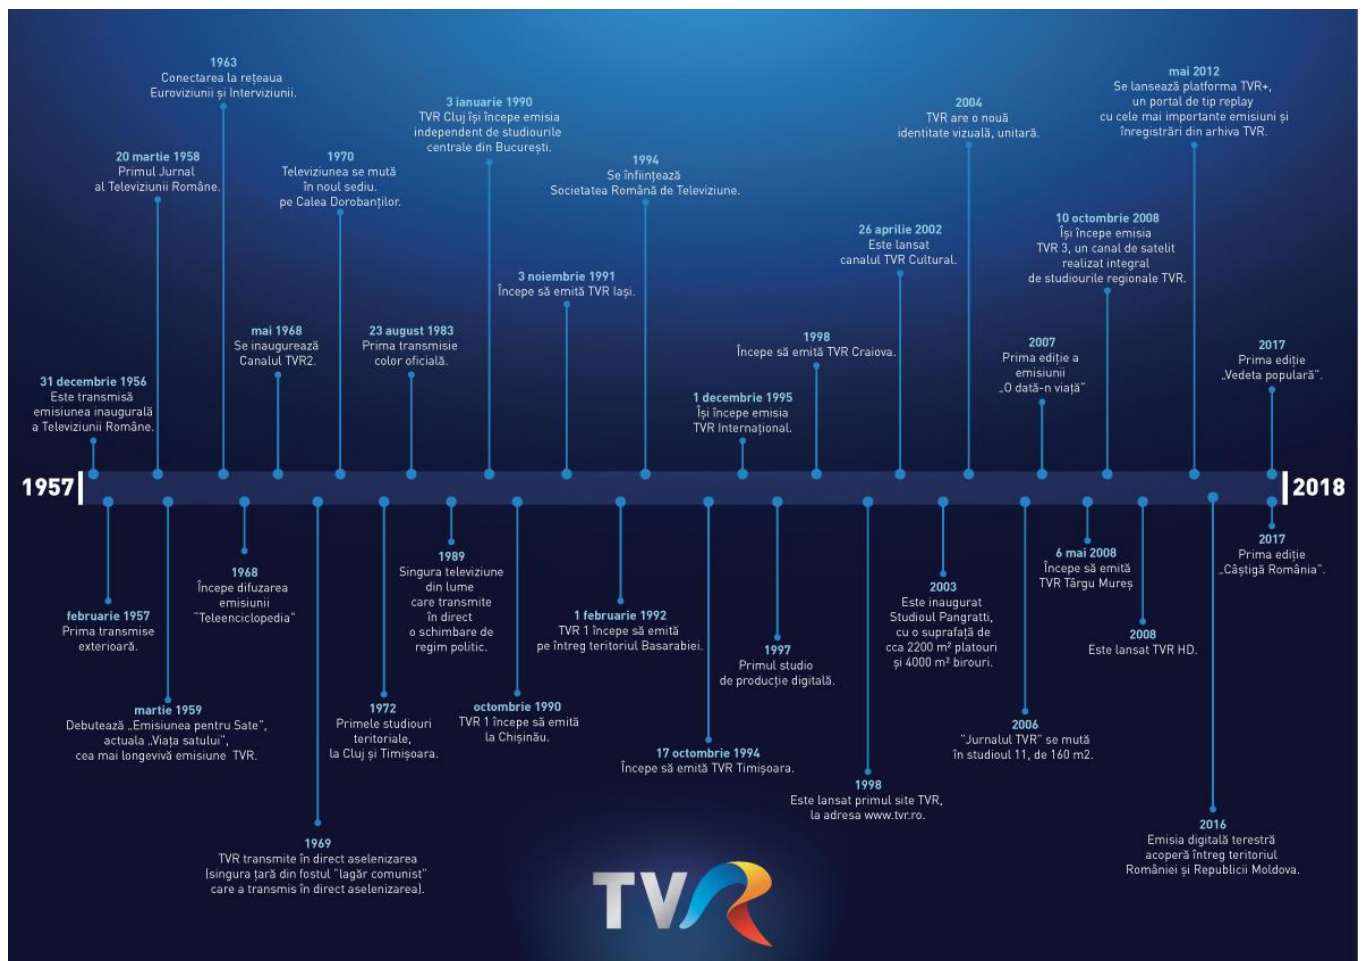 1963
Conectarea la rețeaua
Euroviziunii și Interviziunii.
mai 2012
Se lansează platforma TVR+,
un portal de tip replay
cu cele mai importante emisiuni și
înregistrări din arhiva TVR.
3 ianuarie 1990
TVR Cluj își începe emisia
independent de studiourile
centrale din București.
2004
TVR are o nouă
identitate vizuală, unitară.
20 martie 1958
Primul Jurnal
al Televiziunii Române.
1970
Televiziunea se mută
în noul sediu.
pe Calea Dorobanților.
1994
Se înființează
Societatea Română de Televiziune.
26 aprilie 2002
Este lansat
canalul TVR Cultural.
10 octombrie 2008
Își începe emisia
TVR 3, un canal de satelit
realizat integral
de studiourile regionale TVR.
3 noiembrie 1991
Începe să emită TVR Iași.
mai 1968
Se inaugurează
Canalul TVR2.
23 august 1983
Prima transmisie
color oficială.
1998
Începe să emită TVR Craiova.
2007
Prima ediție a
emisiunii
„O dată-n viață”
2017
Prima ediție
„Vedeta populară”.
31 decembrie 1956
Este transmisă
emisiunea inaugurală
a Televiziunii Române.
1 decembrie 1995
Își începe emisia
TVR Internațional.
1957
2018
februarie 1957
Prima transmise
exterioară.
martie 1959
Debutează „Emisiunea pentru Sate”,
actuala „Viața satului”,
cea mai longevivă emisiune TVR.
1968
Începe difuzarea
emisiunii
"Teleenciclopedia"
1969
TVR transmite în direct aselenizarea
(singura țară din fostul "lagăr comunist"
care a transmis în direct aselenizarea).
1972
Primele studiouri
teritoriale,
la Cluj și Timișoara.
1989
Singura televiziune
din lume
care transmite
în direct
o schimbare de
regim politic.
octombrie 1990
TVR 1 începe să emită
la Chișinău.
1 februarie 1992
TVR 1 începe să emită
pe întreg teritoriul Basarabiei.
17 octombrie 1994
Începe să emită TVR Timișoara.
1997
Primul studio
de producție digitală.
1998
Este lansat primul site TVR,
la adresa www.tvr.ro.
2003
Este inaugurat
Studioul Pangratti,
cu o suprafață de
cca 2200 m² platouri
și 4000 m² birouri.
2006
"Jurnalul TVR" se mută
în studioul 11, de 160 m2.
6 mai 2008
Începe să emită
TVR Târgu Mureș
2008
Este lansat TVR HD.
2016
Emisia digitală terestră
acoperă întreg teritoriul
României și Republicii Moldova.
2017
Prima ediție
„Câștigă România”.
TVR